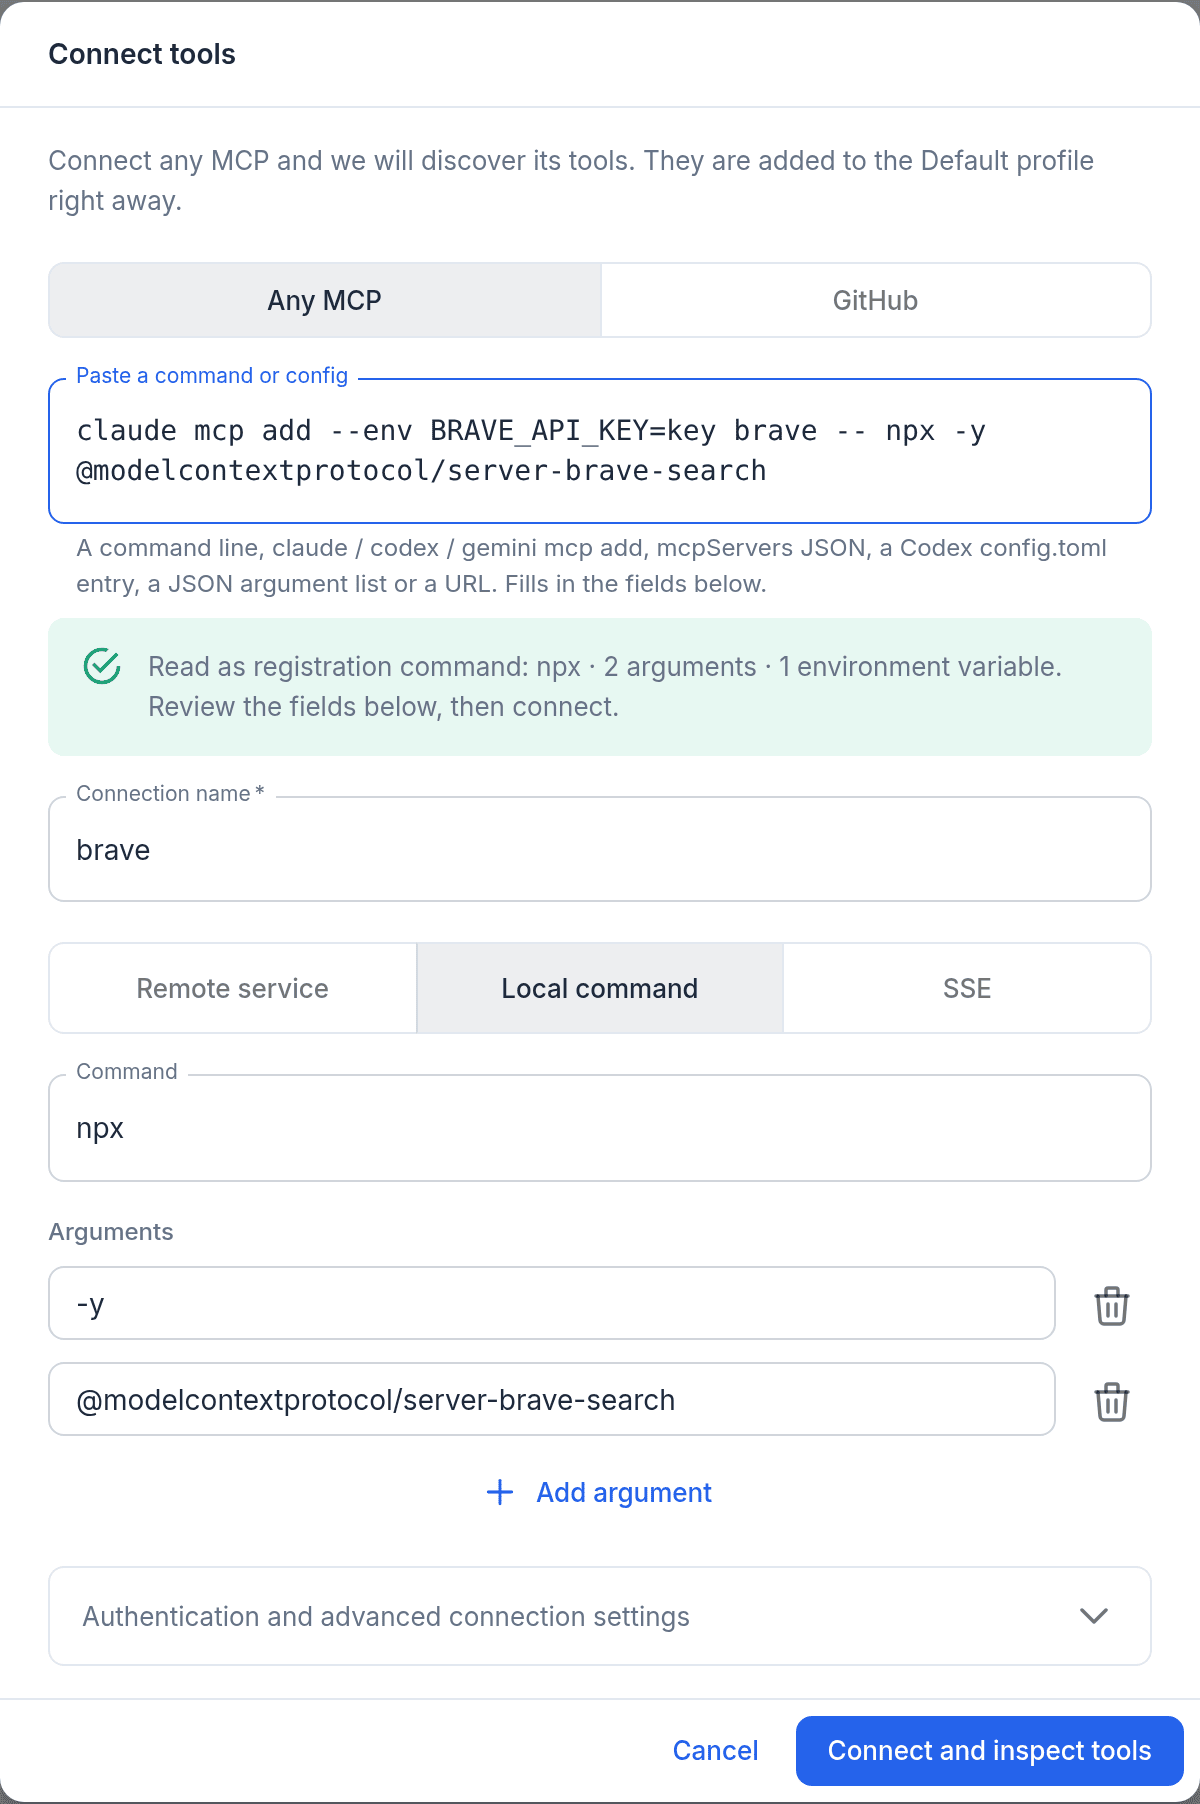 Connect tools
Connect any MCP and we will discover its tools. They are added to the Default profile
right away.
Any MCP
GitHub
Paste a command or config
claude mcp add --env BRAVE_API_KEY=key brave -- npx -y
@modelcontextprotocol/server-brave-search
A command line, claude / codex / gemini mcp add, mcpServers JSON, a Codex config.toml
entry, a JSON argument list or a URL. Fills in the fields below.
Read as registration command: npx · 2 arguments · 1 environment variable.
Review the fields below, then connect.
Connection name *
brave
Remote service
Local command
SSE
Command
npx
Arguments
-y
@modelcontextprotocol/server-brave-search
Add argument
Authentication and advanced connection settings
Cancel
Connect and inspect tools